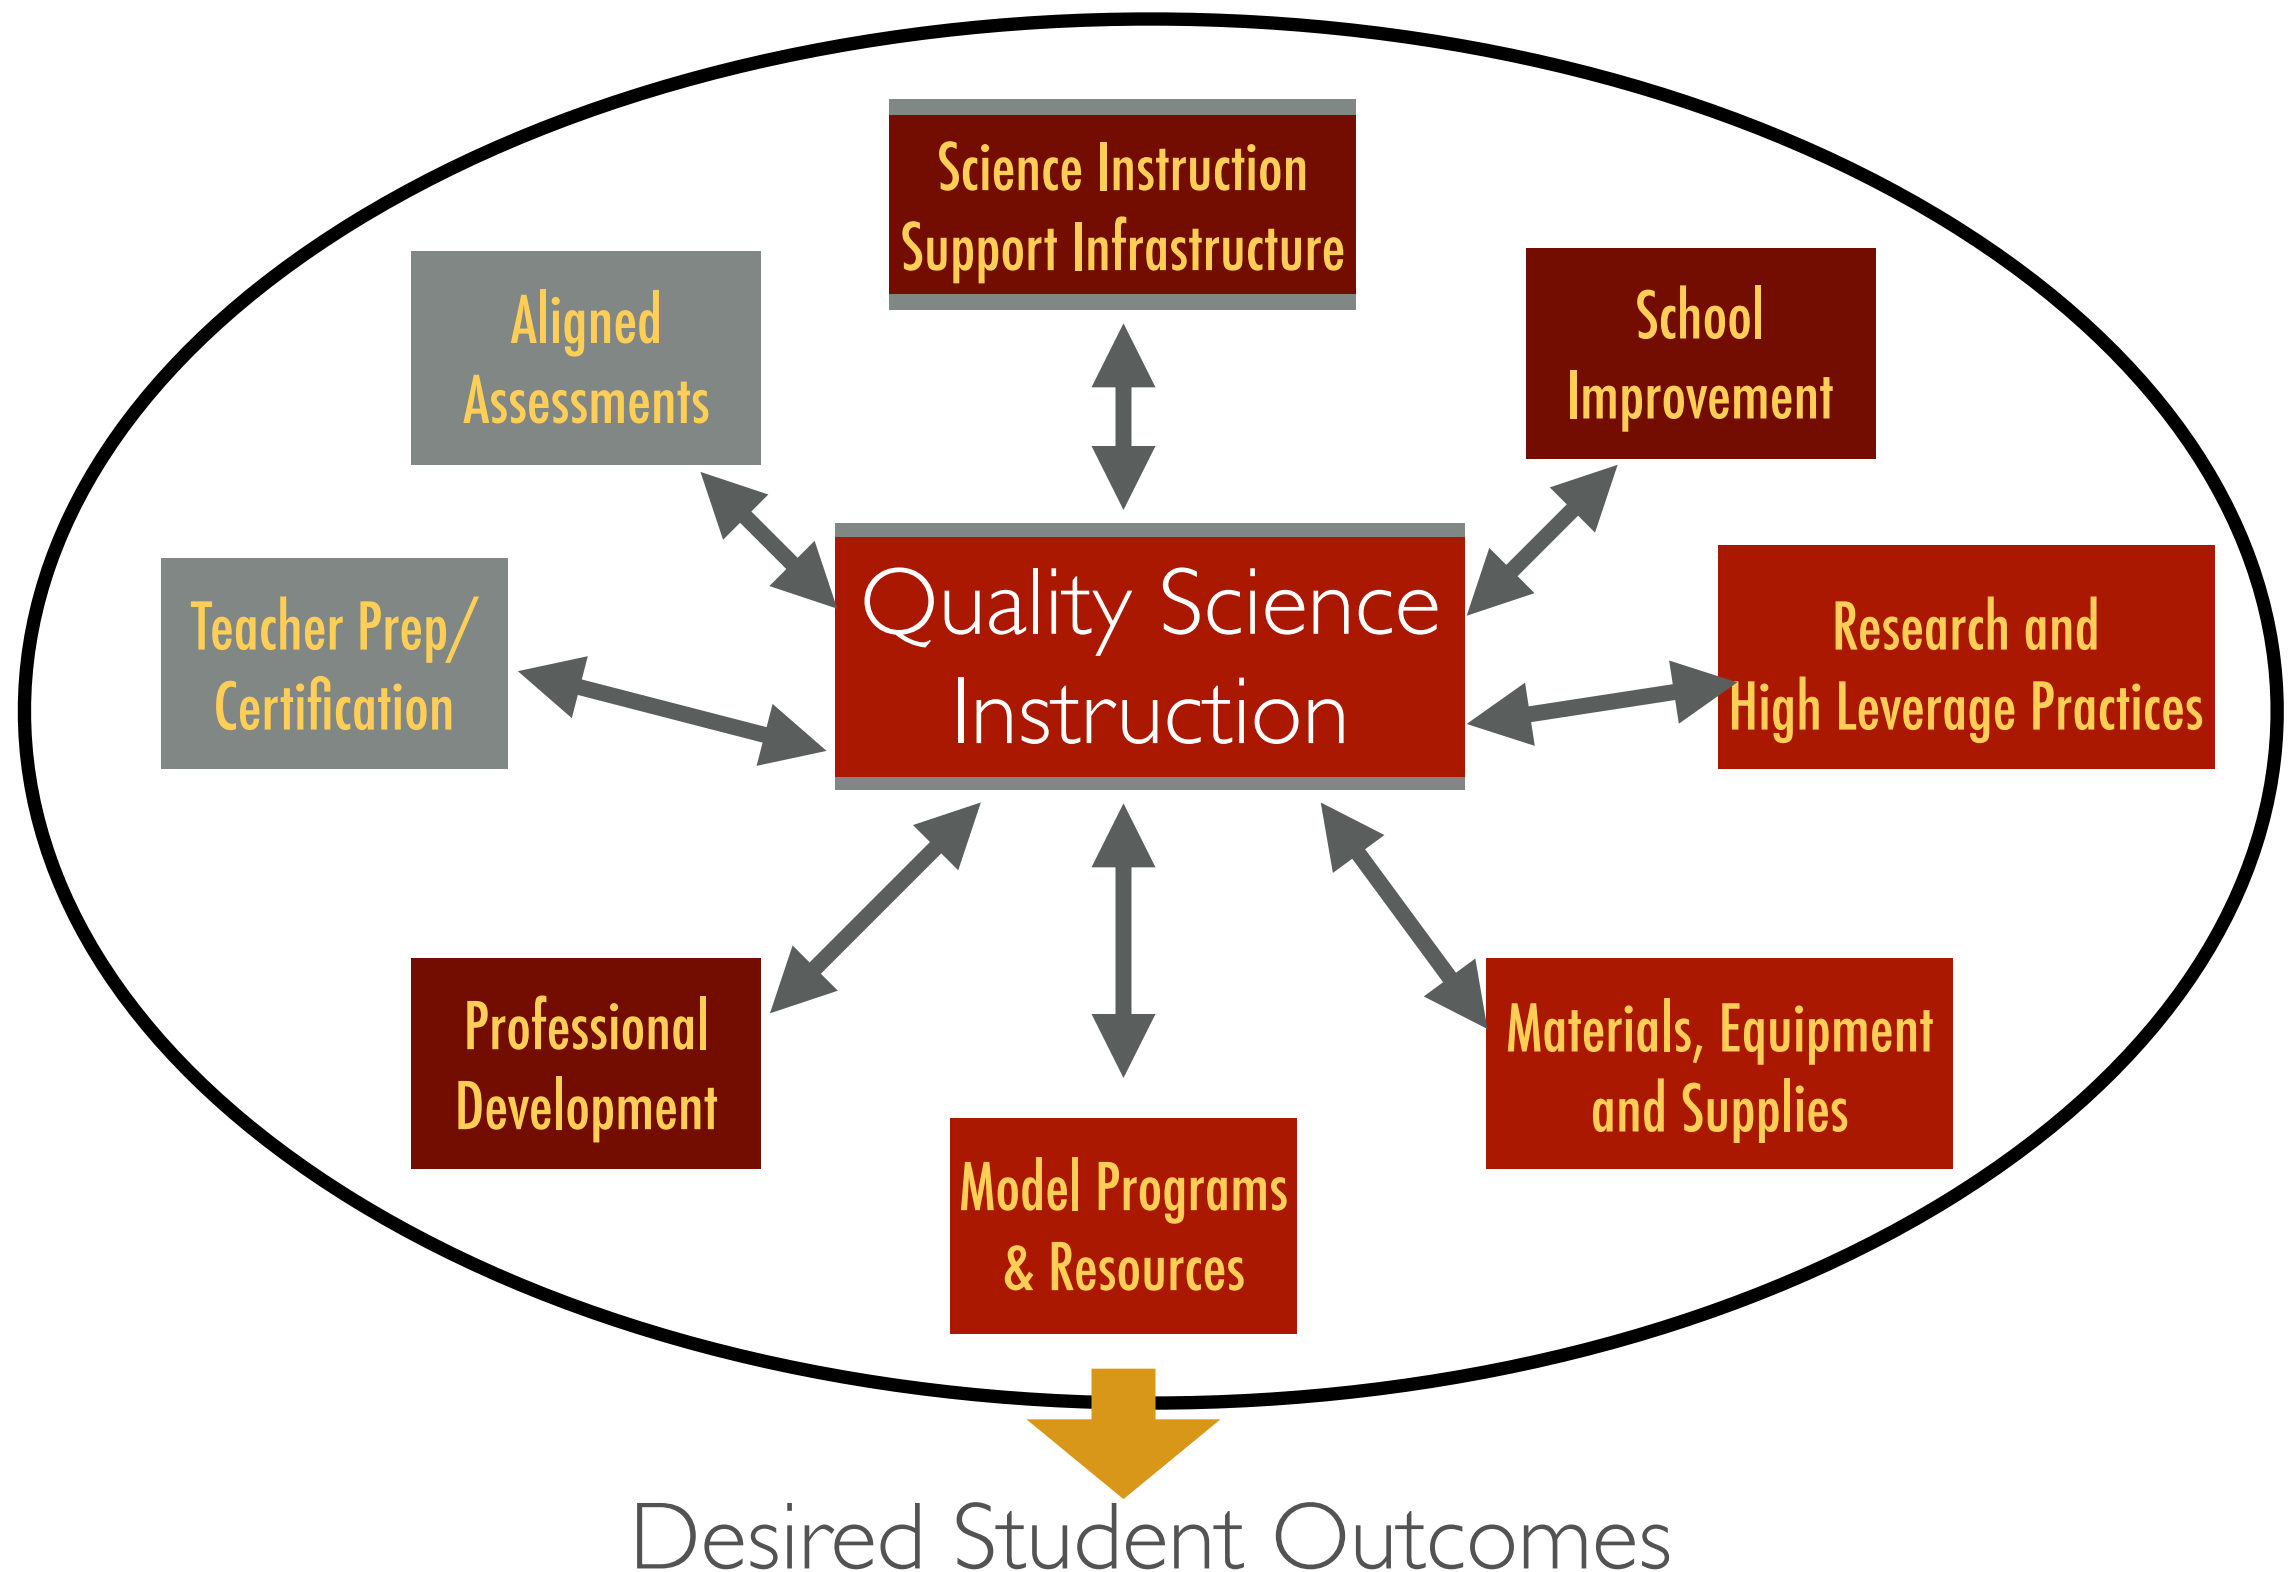 Science Instruction
Support Infrastructure
Aligned
Assessments
School
Improvement
Quality Science
Instruction
Teacher Prep/
Certification
Research and
High Leverage Practices
Professional
Development
Materials, Equipment
and Supplies
Model Programs
& Resources
Desired Student Outcomes